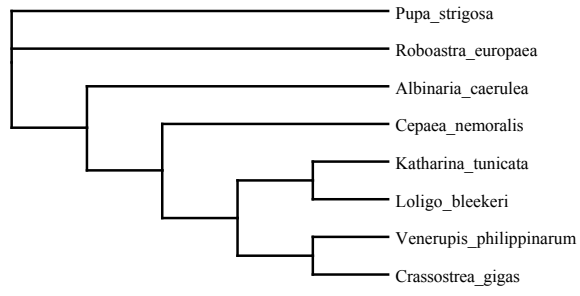 Pupa_strigosa
Roboastra_europaea
Albinaria_caerulea
Cepaea_nemoralis
Katharina_tunicata
Loligo_bleekeri
Venerupis_philippinarum
Crassostrea_gigas